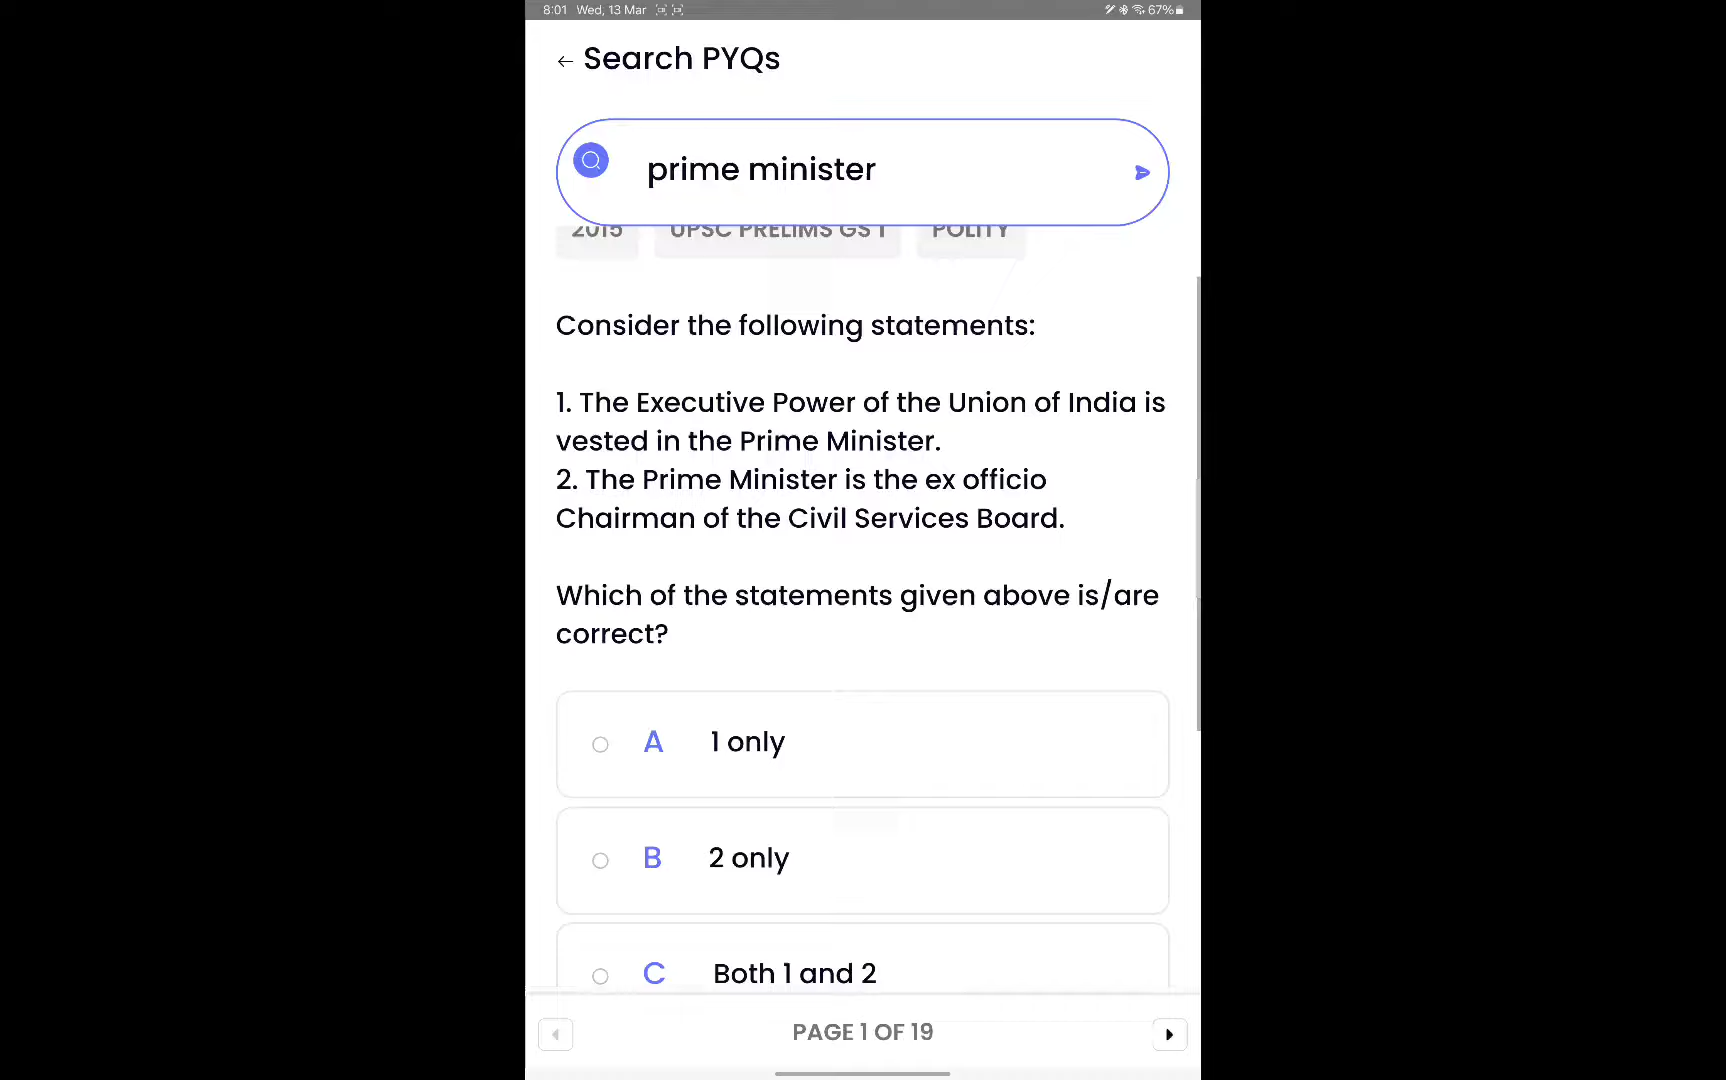 8:01 Wed, 13 Mar
67%
← Search PYQs
prime minister
2015 UPSC PRELIMS GS 1 POLITY
Consider the following statements:
1. The Executive Power of the Union of India is
vested in the Prime Minister.
2. The Prime Minister is the ex officio
Chairman of the Civil Services Board.
Which of the statements given above is/are
correct?
A 1 only
B 2 only
C Both 1 and 2
PAGE 1 OF 19